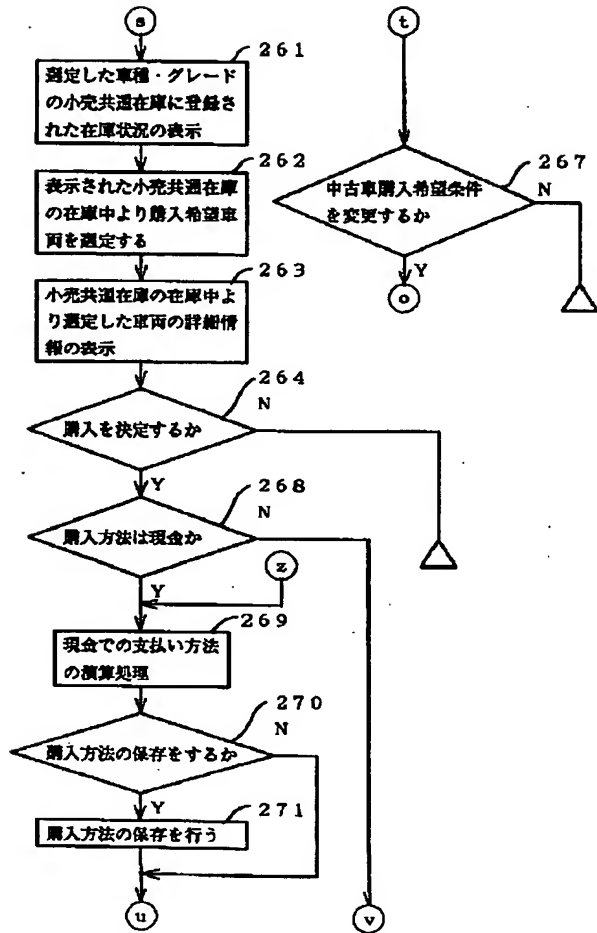 s
261
選定した車種・グレード
の小売共通在庫に登録さ
れた在庫状況の表示
262
表示された小売共通在庫
の在庫中より購入希望車
両を選定する
263
小売共通在庫の在庫中よ
り選定した車両の詳細情
報の表示
264
N
購入を決定するか
Y
268
N
購入方法は現金か
z
Y
269
現金での支払い方法
の演算処理
270
N
購入方法の保存をするか
Y
271
購入方法の保存を行う
u
v
t
267
N
中古車購入希望条件
を変更するか
Y
o